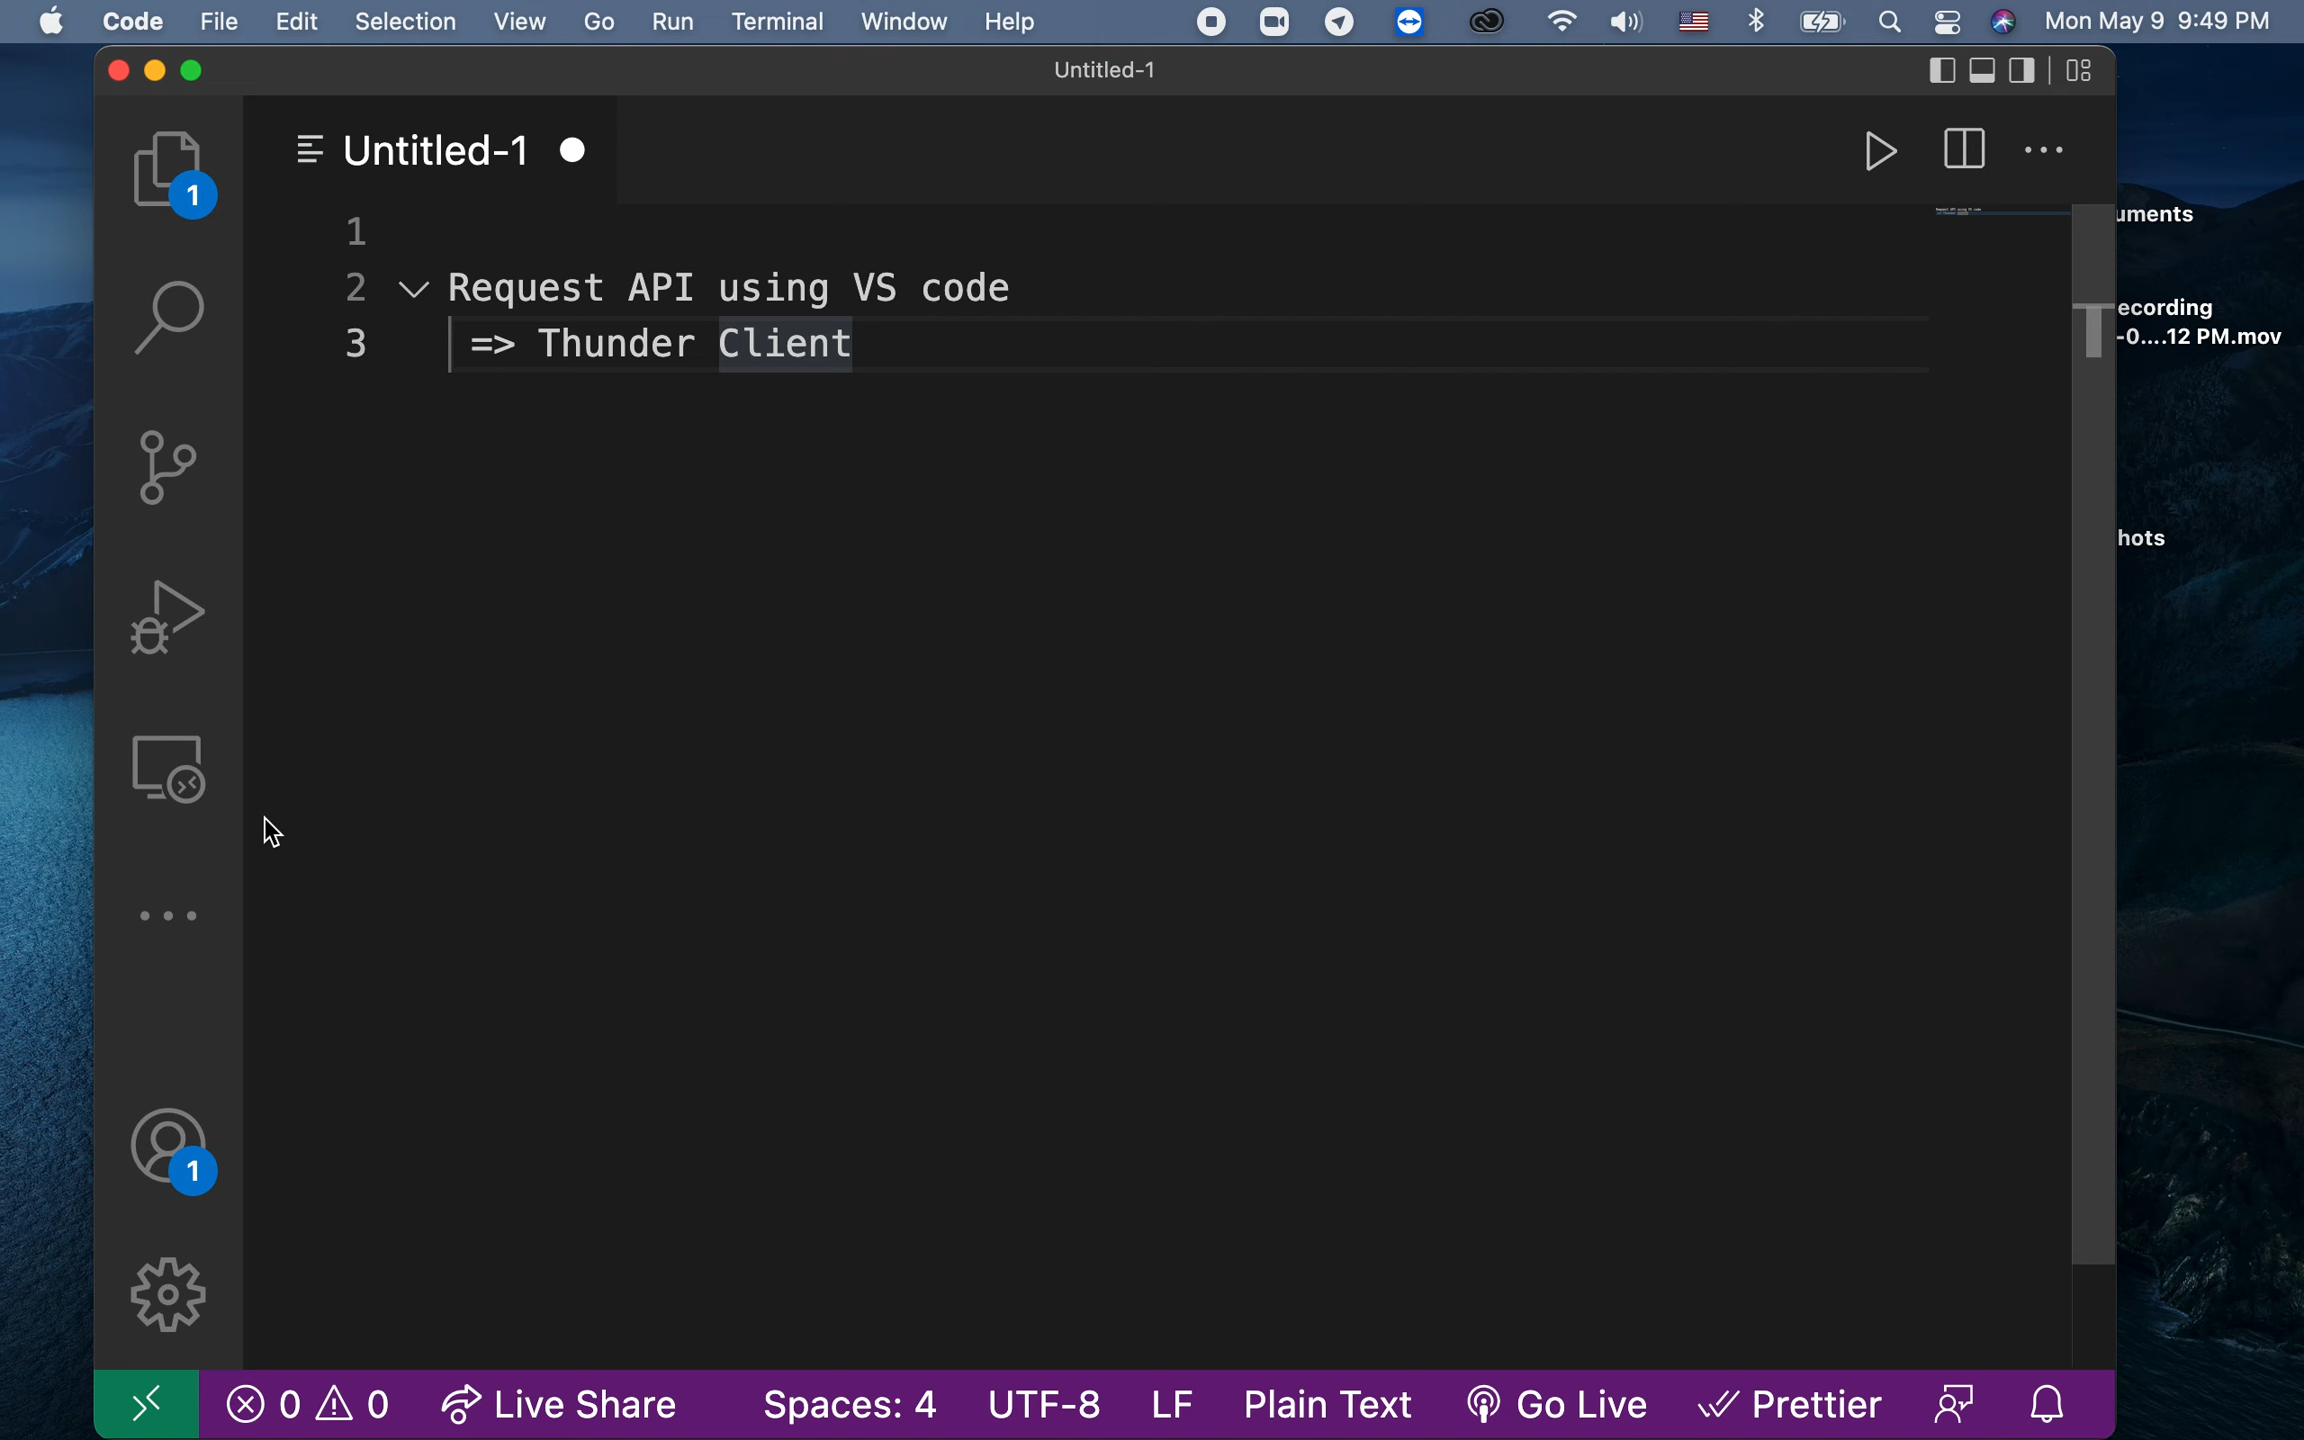 Code File Edit Selection View Go Run Terminal Window Help Mon May 9 9:49 PM
Untitled-1
Untitled-1
1
1
2 Request API using VS code
3 => Thunder Client
uments
ecording
-0....12 PM.mov
hots
1
0 0 Live Share Spaces: 4 UTF-8 LF Plain Text Go Live Prettier